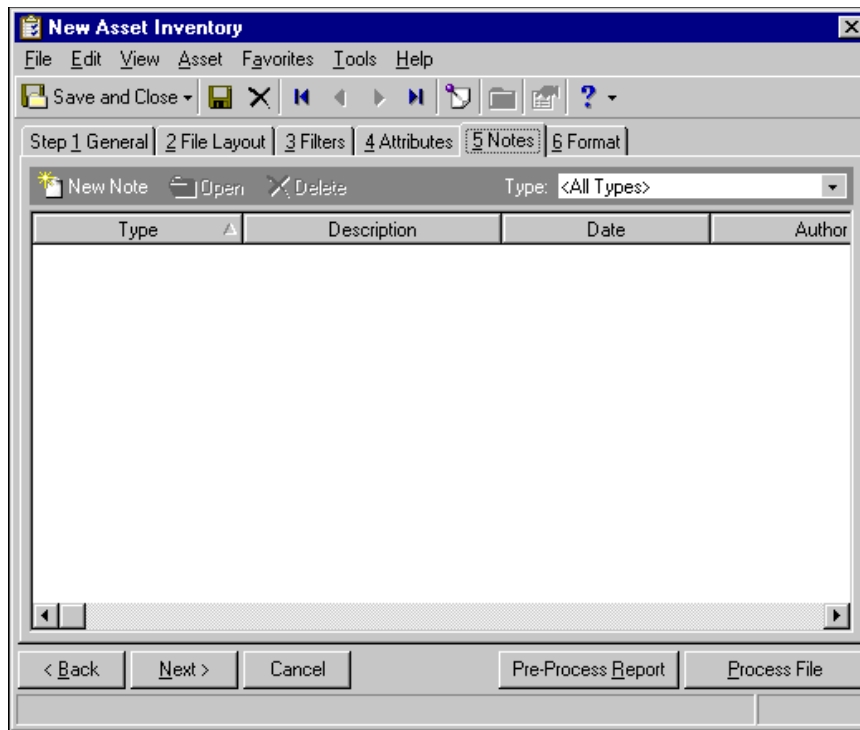 New Asset Inventory
File Edit View Asset Favorites Tools Help
Save and Close ?
Step 1 General 2 File Layout 3 Filters 4 Attributes 5 Notes 6 Format
New Note Open Delete Type: <All Types>
Type Description Date Author
< Back Next > Cancel Pre-Process Report Process File